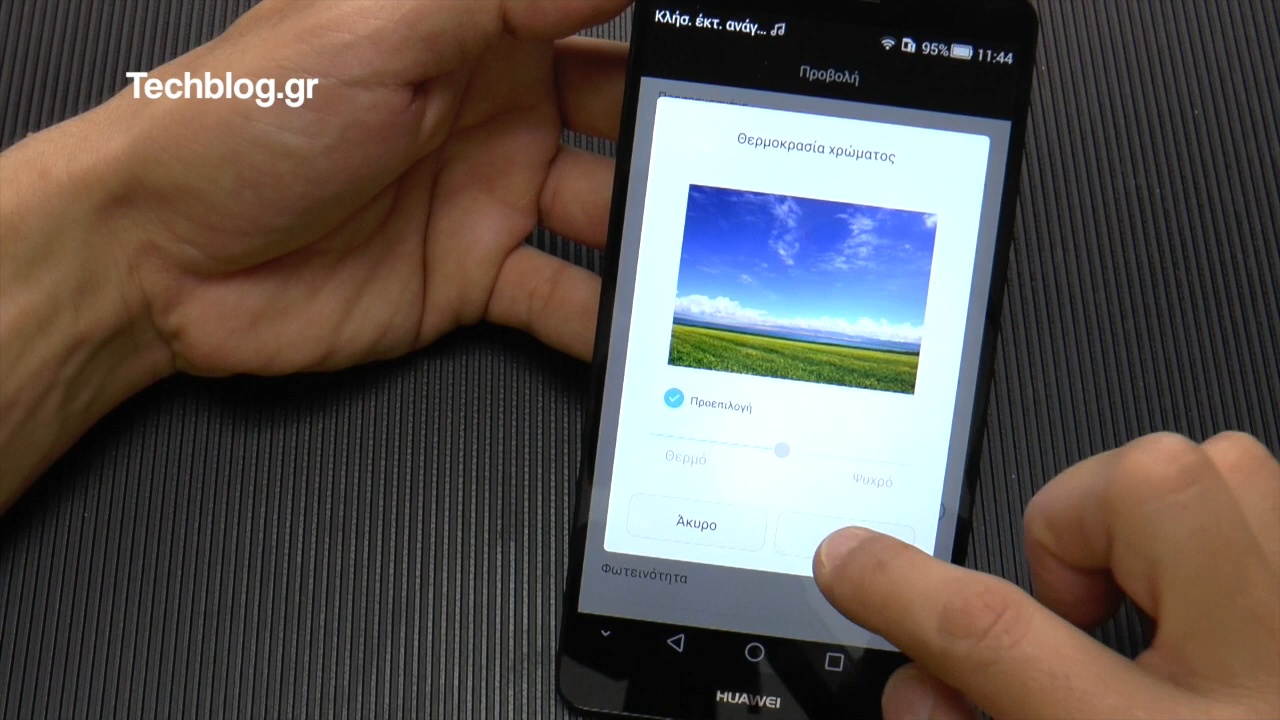 Κλήσ. έκτ. ανάγ...
95% 11:44
Techblog.gr
Προβολή
Θερμοκρασία χρώματος
Προεπιλογή
Θερμό
Ψυχρό
Άκυρο
Φωτεινότητα
HUAWEI